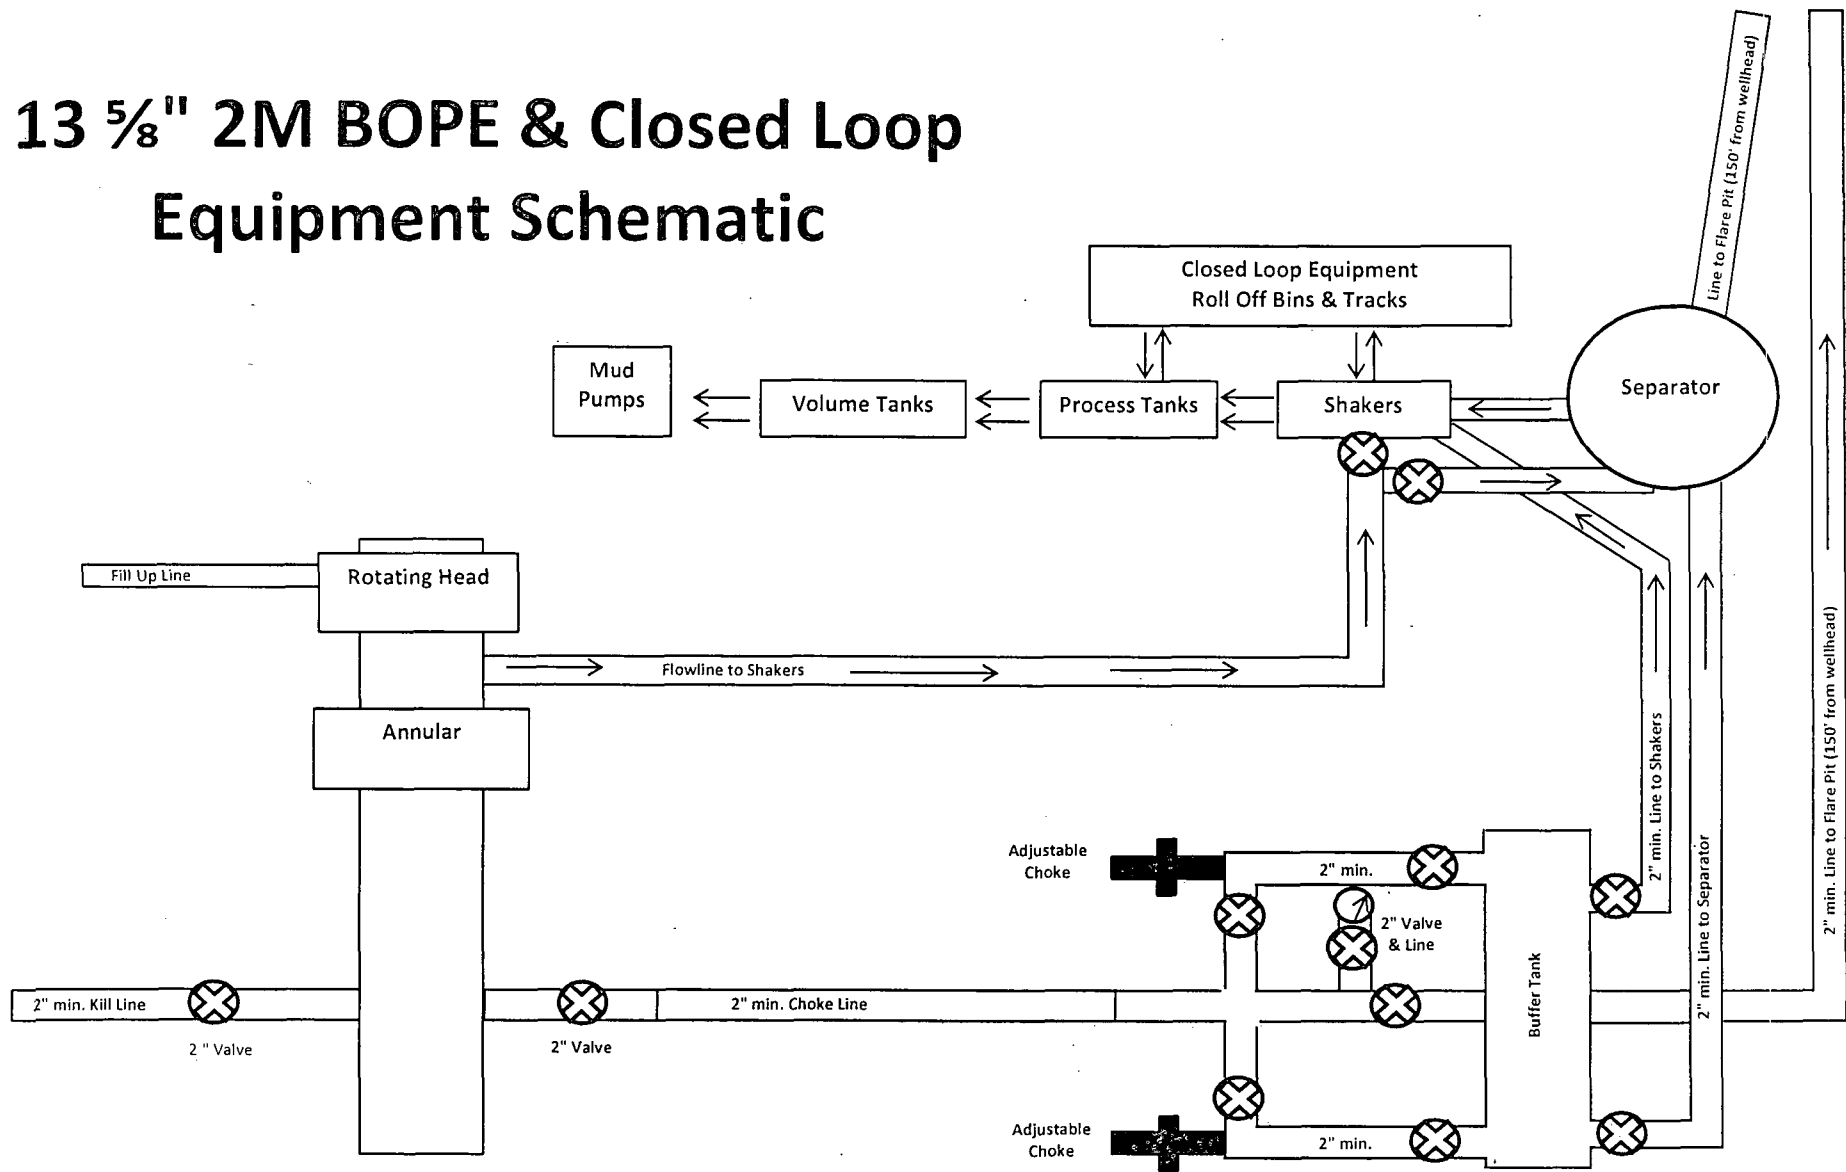 13 ⅝" 2M BOPE & Closed Loop
Equipment Schematic
Line to Flare Pit (150' from wellhead)
Closed Loop Equipment
Roll Off Bins & Tracks
Mud
Pumps
Volume Tanks
Process Tanks
Shakers
Separator
Fill Up Line
Rotating Head
Flowline to Shakers
Annular
2" min. Line to Shakers
2" min. Line to Separator
2" min. Line to Flare Pit (150' from wellhead)
Adjustable
Choke
2" min.
2" Valve
& Line
Buffer Tank
2" min. Kill Line
2" min. Choke Line
2 " Valve
2" Valve
Adjustable
Choke
2" min.